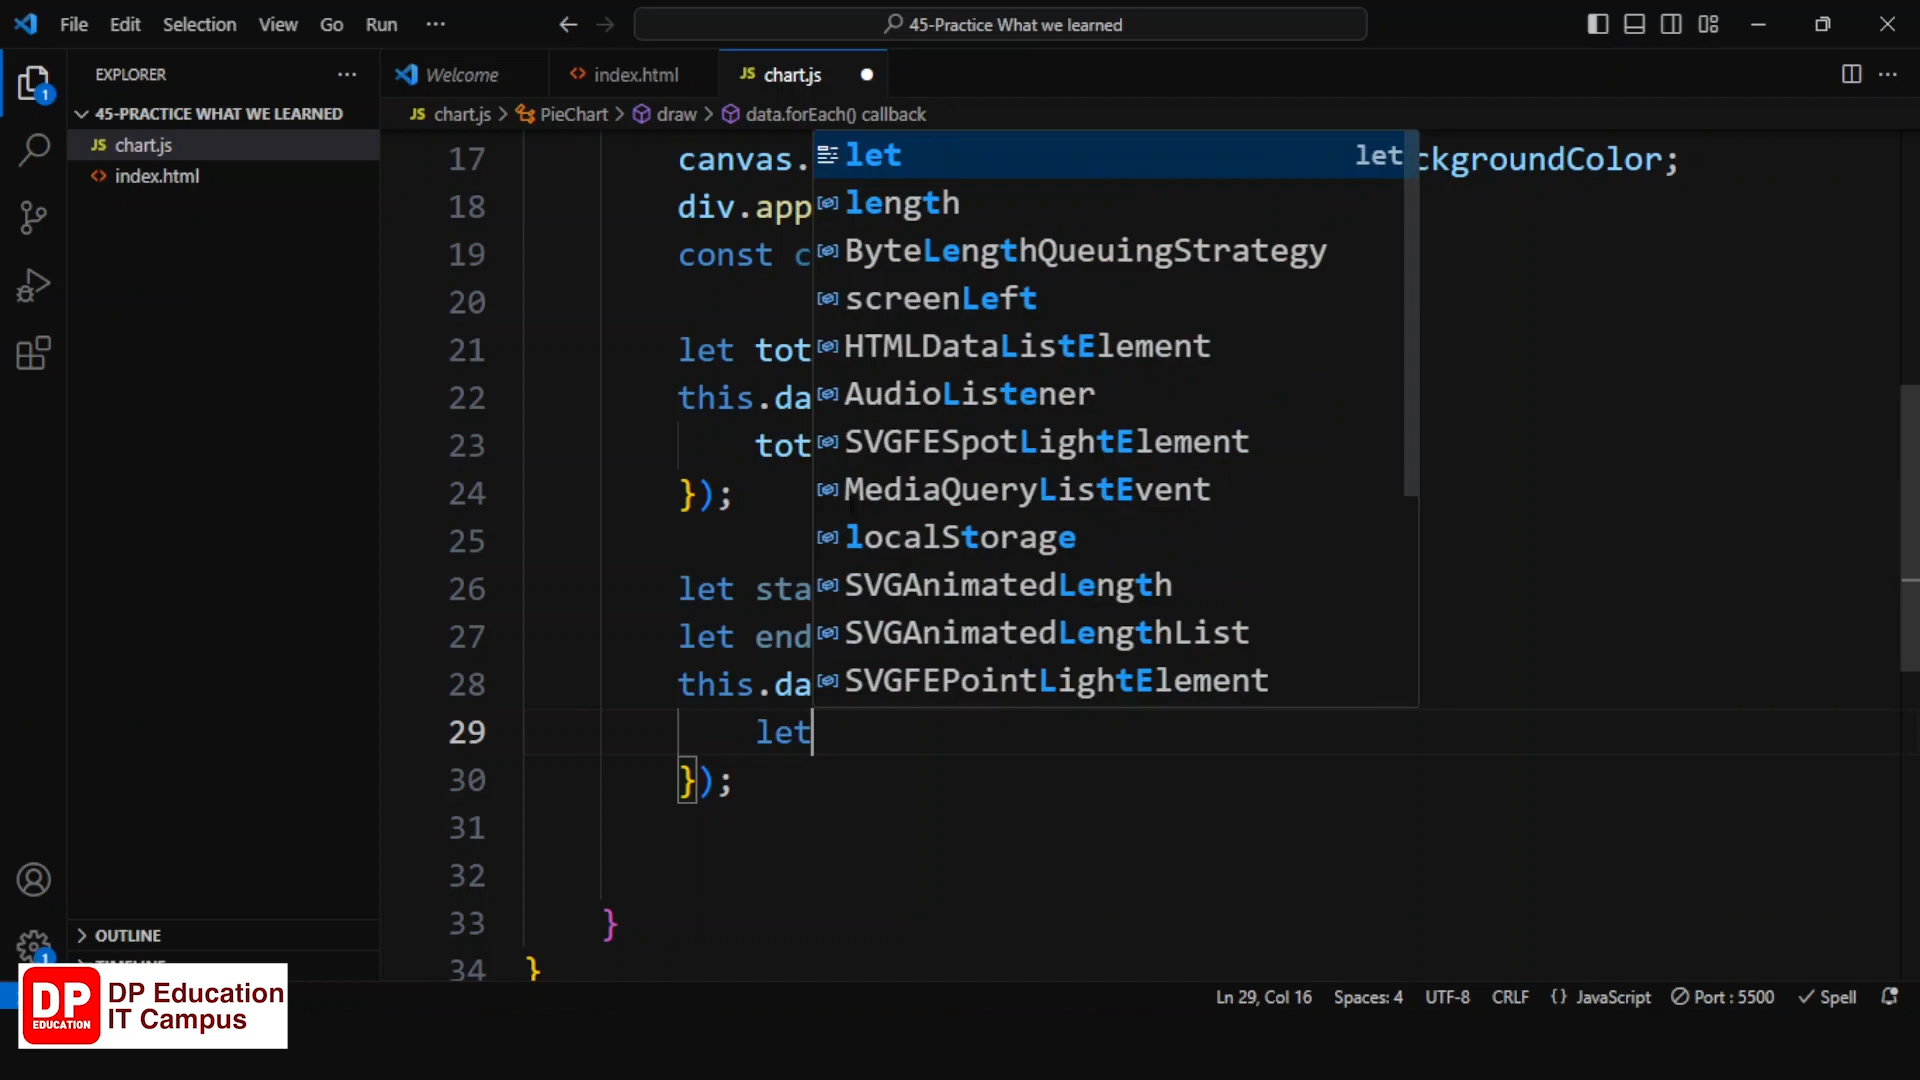 File Edit Selection View Go Run ··· 45-Practice What we learned
EXPLORER ···
45-PRACTICE WHAT WE LEARNED
JS chart.js
<> index.html
OUTLINE
Welcome <> index.html JS chart.js
JS chart.js > PieChart > draw > data.forEach() callback
17 canvas. ckgroundColor;
18 div.app
19 const c
20
21 let tot
22 this.da
23 tot
24 });
25
26 let sta
27 let end
28 this.da
29 let
30 });
31
32
33 }
34 }
let let
length
ByteLengthQueuingStrategy
screenLeft
HTMLDataListElement
AudioListener
SVGFESpotLightElement
MediaQueryListEvent
localStorage
SVGAnimatedLength
SVGAnimatedLengthList
SVGFEPointLightElement
1
1
DP EDUCATION
DP Education
IT Campus
Ln 29, Col 16 Spaces: 4 UTF-8 CRLF {} JavaScript Port : 5500 Spell